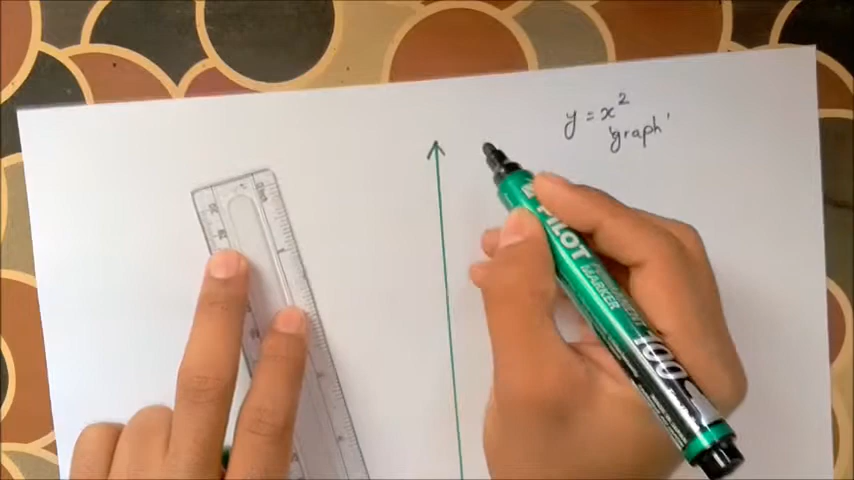 y = x²
'graph'
PILOT
MARKER
100